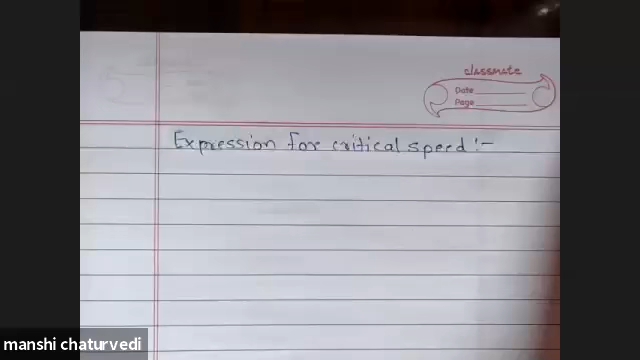 classmate
Date
Page
Expression for critical speed :-
manshi chaturvedi